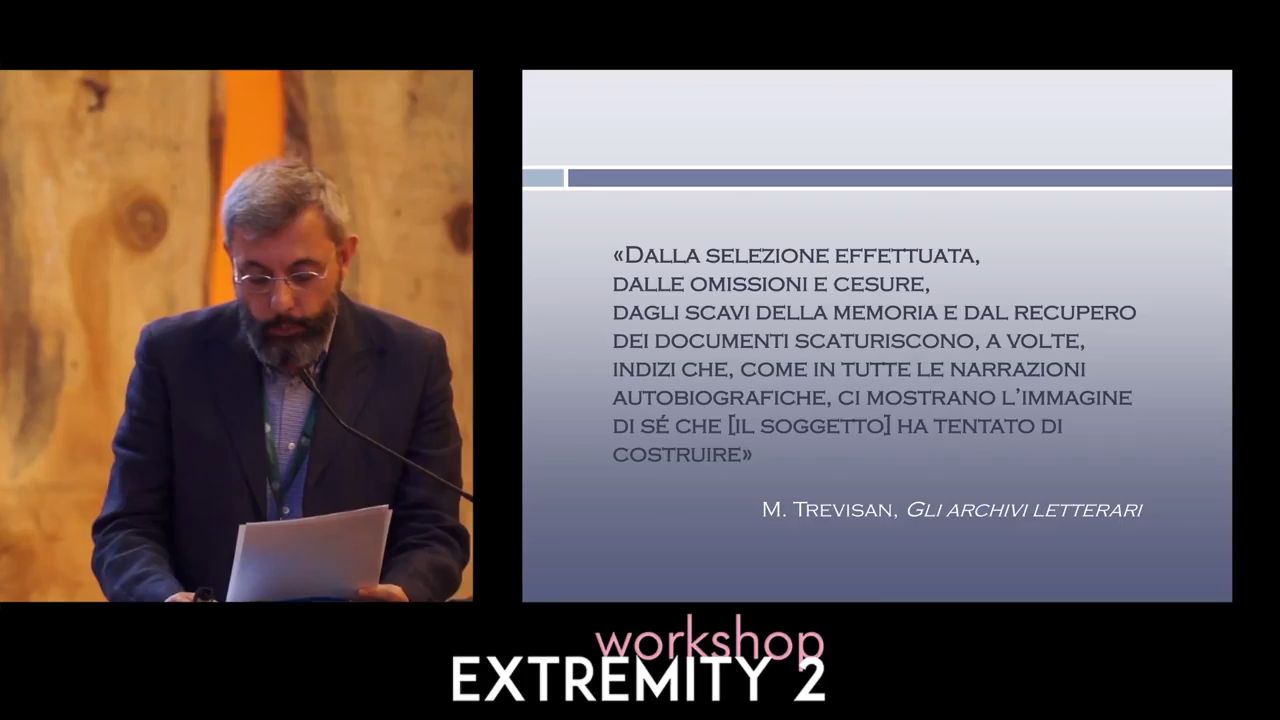 «Dalla selezione effettuata,
dalle omissioni e cesure,
dagli scavi della memoria e dal recupero
dei documenti scaturiscono, a volte,
indizi che, come in tutte le narrazioni
autobiografiche, ci mostrano l’immagine
di sé che [il soggetto] ha tentato di
costruire»
M. Trevisan, Gli archivi letterari
workshop
EXTREMITY 2